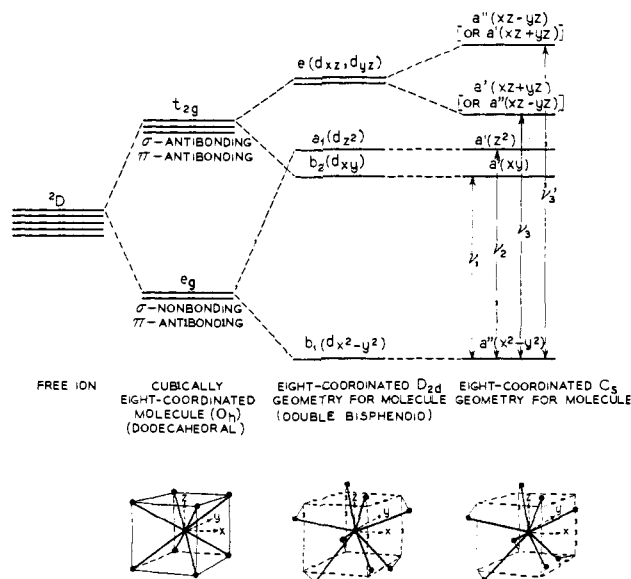 a"(xz-yz)
[OR a'(xz+yz)]
e(dxz,dyz)
a'(xz+yz)
[OR a"(xz-yz)]
t2g
σ-ANTIBONDING
π-ANTIBONDING
a1(dz2)
a'(z2)
b2(dxy)
a'(xy)
2D
ν1
ν2
ν3
ν3'
eg
σ-NONBONDING
π-ANTIBONDING
b1(dx2-y2)
a"(x2-y2)
FREE ION
CUBICALLY
EIGHT-COORDINATED
MOLECULE (Oh)
(DODECAHEDRAL)
EIGHT-COORDINATED D2d
GEOMETRY FOR MOLECULE
(DOUBLE BISPHENOID)
EIGHT-COORDINATED Cs
GEOMETRY FOR MOLECULE
z
y
x
z
y
x
y
x